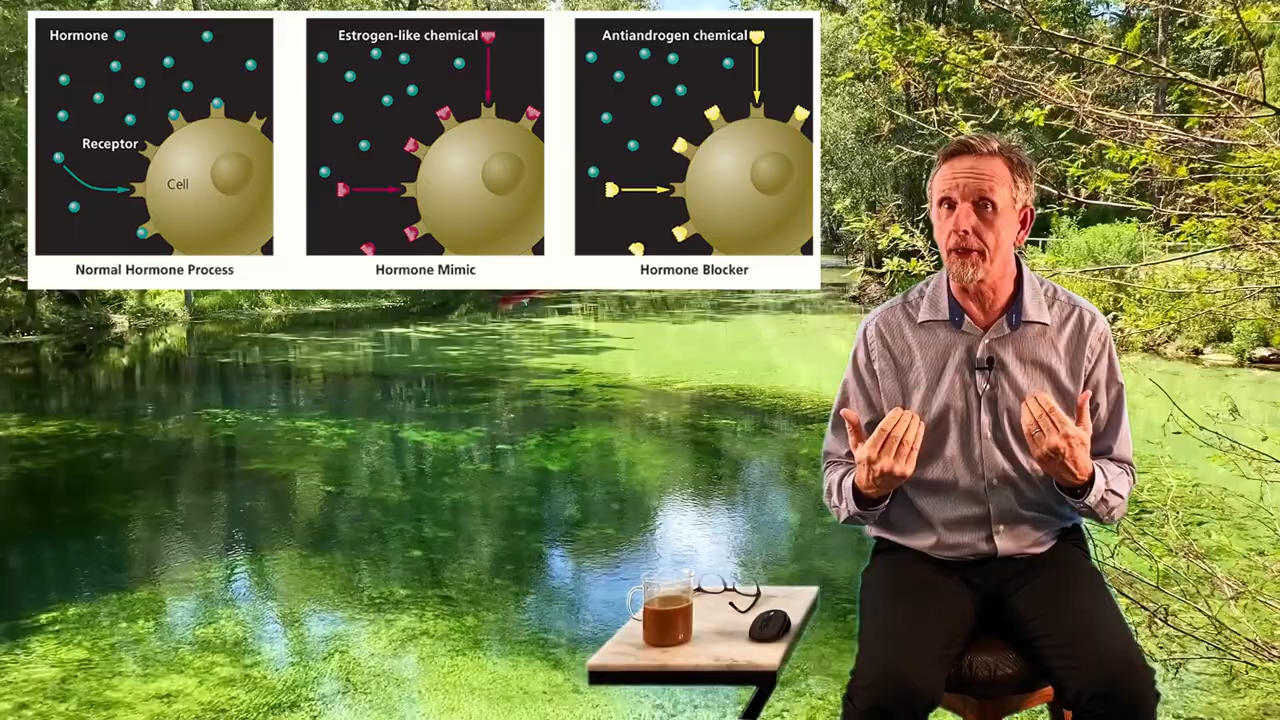 Hormone
Receptor
Cell
Normal Hormone Process
Estrogen-like chemical
Hormone Mimic
Antiandrogen chemical
Hormone Blocker